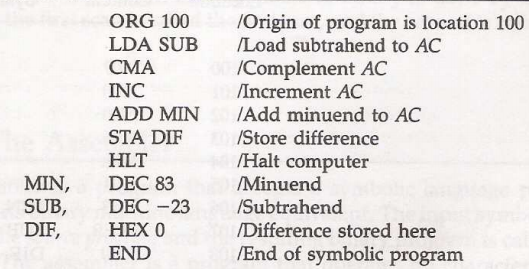 ORG 100 /Origin of program is location 100
LDA SUB /Load subtrahend to AC
CMA /Complement AC
INC /Increment AC
ADD MIN /Add minuend to AC
STA DIF /Store difference
HLT /Halt computer
MIN, DEC 83 /Minuend
SUB, DEC −23 /Subtrahend
DIF, HEX 0 /Difference stored here
END /End of symbolic program